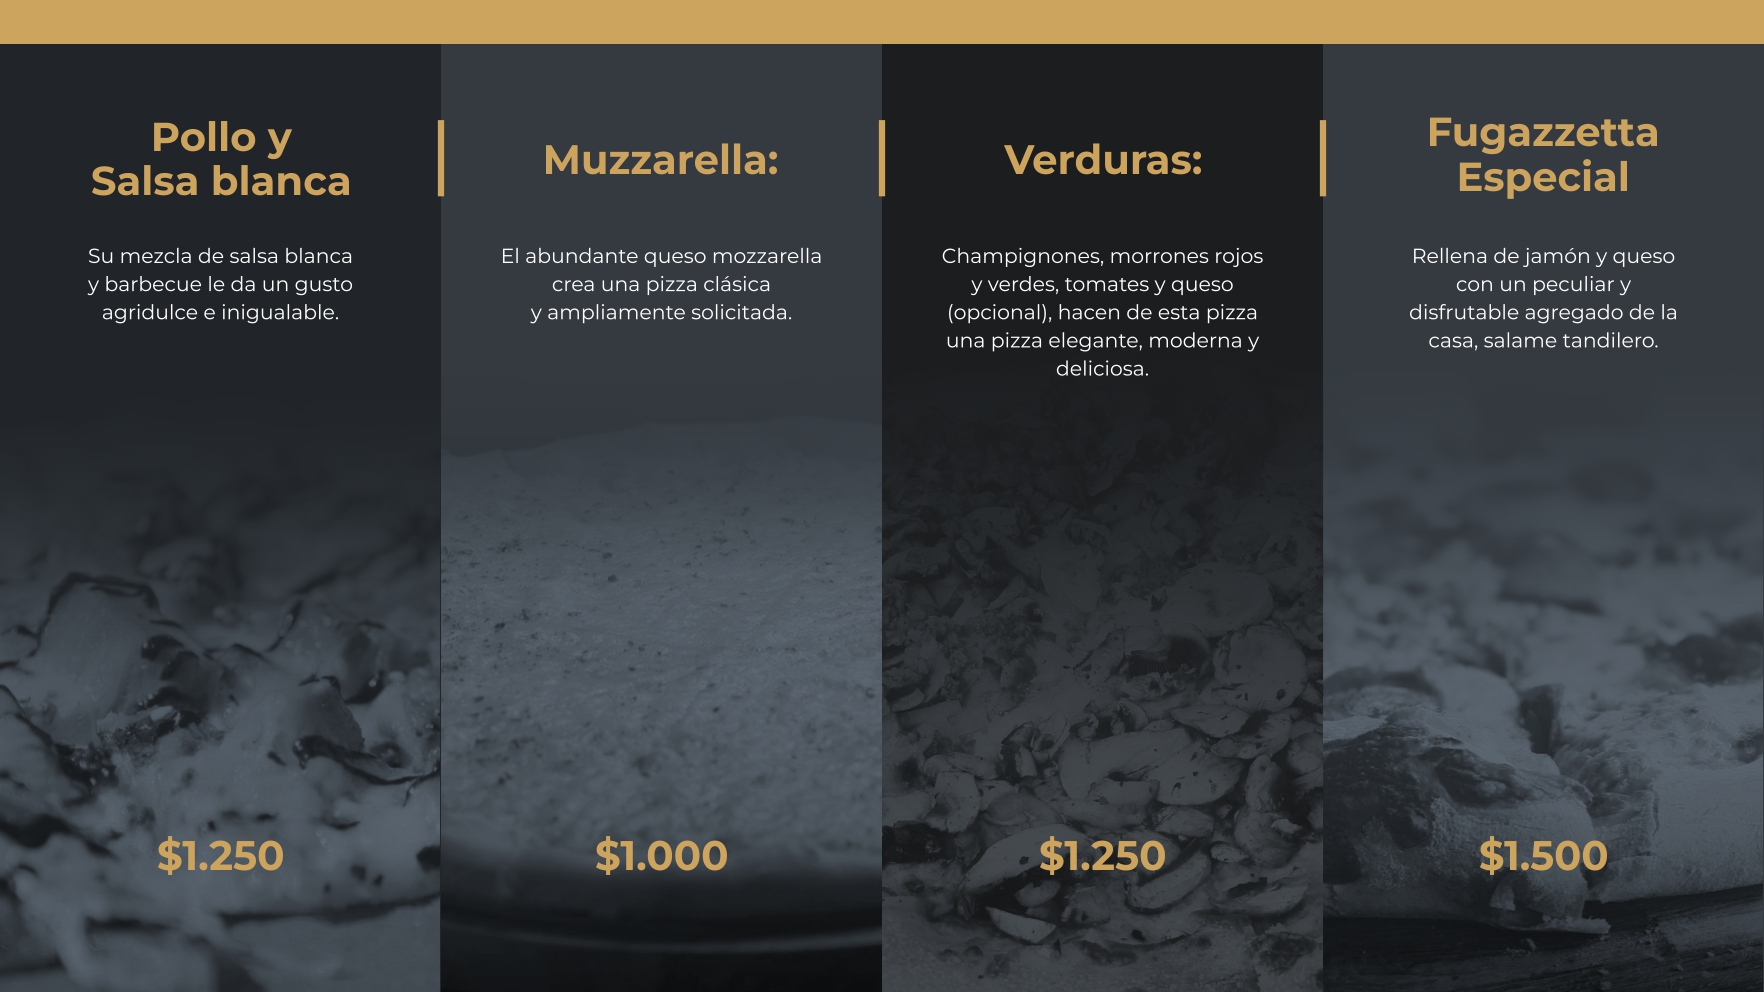 Pollo y
Salsa blanca
Su mezcla de salsa blanca
y barbecue le da un gusto
agridulce e inigualable.
$1.250
Muzzarella:
El abundante queso mozzarella
crea una pizza clásica
y ampliamente solicitada.
$1.000
Verduras:
Champignones, morrones rojos
y verdes, tomates y queso
(opcional), hacen de esta pizza
una pizza elegante, moderna y
deliciosa.
$1.250
Fugazzetta
Especial
Rellena de jamón y queso
con un peculiar y
disfrutable agregado de la
casa, salame tandilero.
$1.500